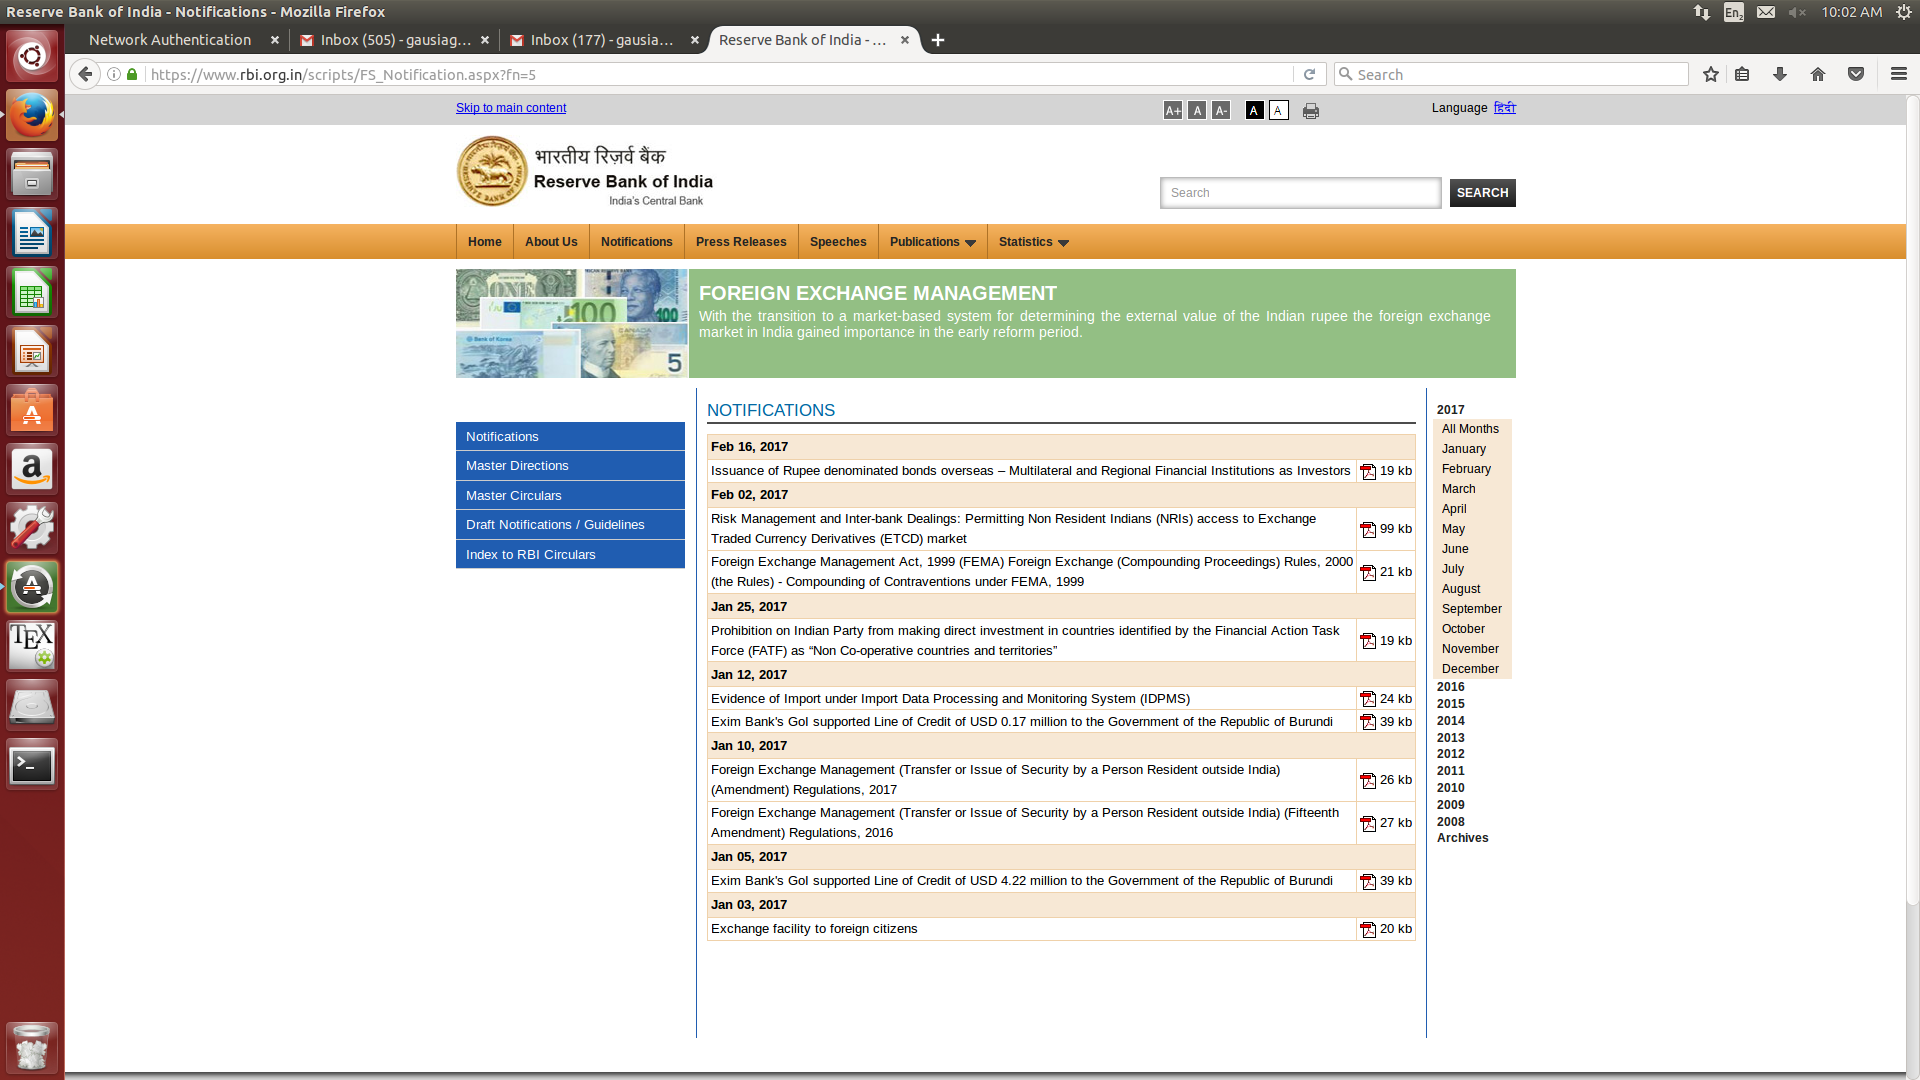 Reserve Bank of India - Notifications - Mozilla Firefox
En2
10:02 AM
Network Authentication
Inbox (505) - gausiag...
Inbox (177) - gausia...
Reserve Bank of India - ...
https://www.rbi.org.in/scripts/FS_Notification.aspx?fn=5
Search
Skip to main content
A+ A A- A A
Language हिंदी
भारतीय रिज़र्व बैंक
Reserve Bank of India
India's Central Bank
Search
SEARCH
Home
About Us
Notifications
Press Releases
Speeches
Publications
Statistics
FOREIGN EXCHANGE MANAGEMENT
With the transition to a market-based system for determining the external value of the Indian rupee the foreign exchange
market in India gained importance in the early reform period.
Notifications
Master Directions
Master Circulars
Draft Notifications / Guidelines
Index to RBI Circulars
NOTIFICATIONS
Feb 16, 2017
Issuance of Rupee denominated bonds overseas – Multilateral and Regional Financial Institutions as Investors 19 kb
Feb 02, 2017
Risk Management and Inter-bank Dealings: Permitting Non Resident Indians (NRIs) access to Exchange
Traded Currency Derivatives (ETCD) market 99 kb
Foreign Exchange Management Act, 1999 (FEMA) Foreign Exchange (Compounding Proceedings) Rules, 2000
(the Rules) - Compounding of Contraventions under FEMA, 1999 21 kb
Jan 25, 2017
Prohibition on Indian Party from making direct investment in countries identified by the Financial Action Task
Force (FATF) as “Non Co-operative countries and territories” 19 kb
Jan 12, 2017
Evidence of Import under Import Data Processing and Monitoring System (IDPMS) 24 kb
Exim Bank's GoI supported Line of Credit of USD 0.17 million to the Government of the Republic of Burundi 39 kb
Jan 10, 2017
Foreign Exchange Management (Transfer or Issue of Security by a Person Resident outside India)
(Amendment) Regulations, 2017 26 kb
Foreign Exchange Management (Transfer or Issue of Security by a Person Resident outside India) (Fifteenth
Amendment) Regulations, 2016 27 kb
Jan 05, 2017
Exim Bank's GoI supported Line of Credit of USD 4.22 million to the Government of the Republic of Burundi 39 kb
Jan 03, 2017
Exchange facility to foreign citizens 20 kb
2017
All Months
January
February
March
April
May
June
July
August
September
October
November
December
2016
2015
2014
2013
2012
2011
2010
2009
2008
Archives